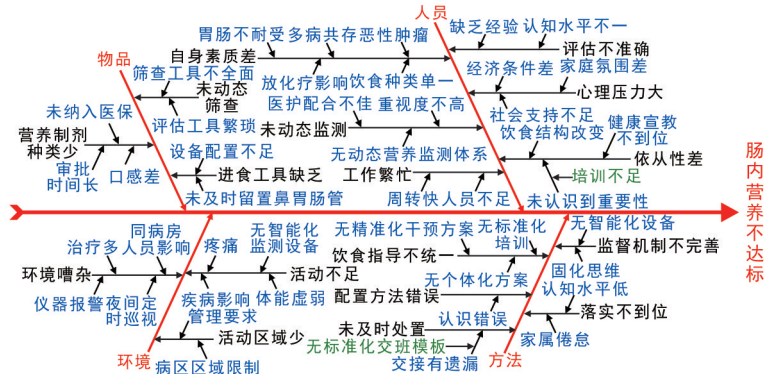 人员
胃肠不耐受 多病共存 恶性肿瘤
缺乏经验 认知水平不一
自身素质差
评估不准确
物品
筛查工具不全面
放化疗影响 饮食种类单一
经济条件差 家庭氛围差
未动态
筛查
心理压力大
未纳入医保
医护配合不佳 重视度不高
社会支持不足
评估工具繁琐
未动态监测
饮食结构改变
健康宣教
不到位
营养制剂
种类少
设备配置不足
无动态营养监测体系
依从性差
审批
时间长
口感差
进食工具缺乏
工作繁忙
培训不足
未及时留置鼻胃肠管
周转快 人员不足
未认识到重要性
肠内营养不达标
同病房
治疗多 人员影响
疼痛
无智能化
监测设备
无精准化干预方案
无标准化
培训
无智能化设备
饮食指导不统一
监督机制不完善
环境嘈杂
活动不足
固化思维
无个体化方案
认知水平低
仪器报警 夜间定
时巡视
疾病影响 体能虚弱
配置方法错误
管理要求
认识错误
落实不到位
活动区域少
未及时处置
家属倦怠
无标准化交班模板
环境
病区区域限制
交接有遗漏
方法